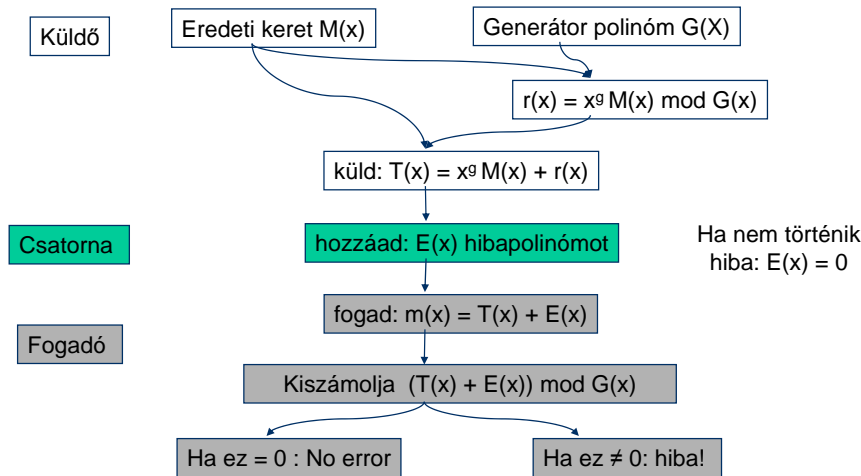 Küldő
Eredeti keret M(x)
Generátor polinóm G(X)
r(x) = xᵍ M(x) mod G(x)
küld: T(x) = xᵍ M(x) + r(x)
Csatorna
hozzáad: E(x) hibapolinómot
Ha nem történik
hiba: E(x) = 0
fogad: m(x) = T(x) + E(x)
Fogadó
Kiszámolja (T(x) + E(x)) mod G(x)
Ha ez = 0 : No error
Ha ez ≠ 0: hiba!